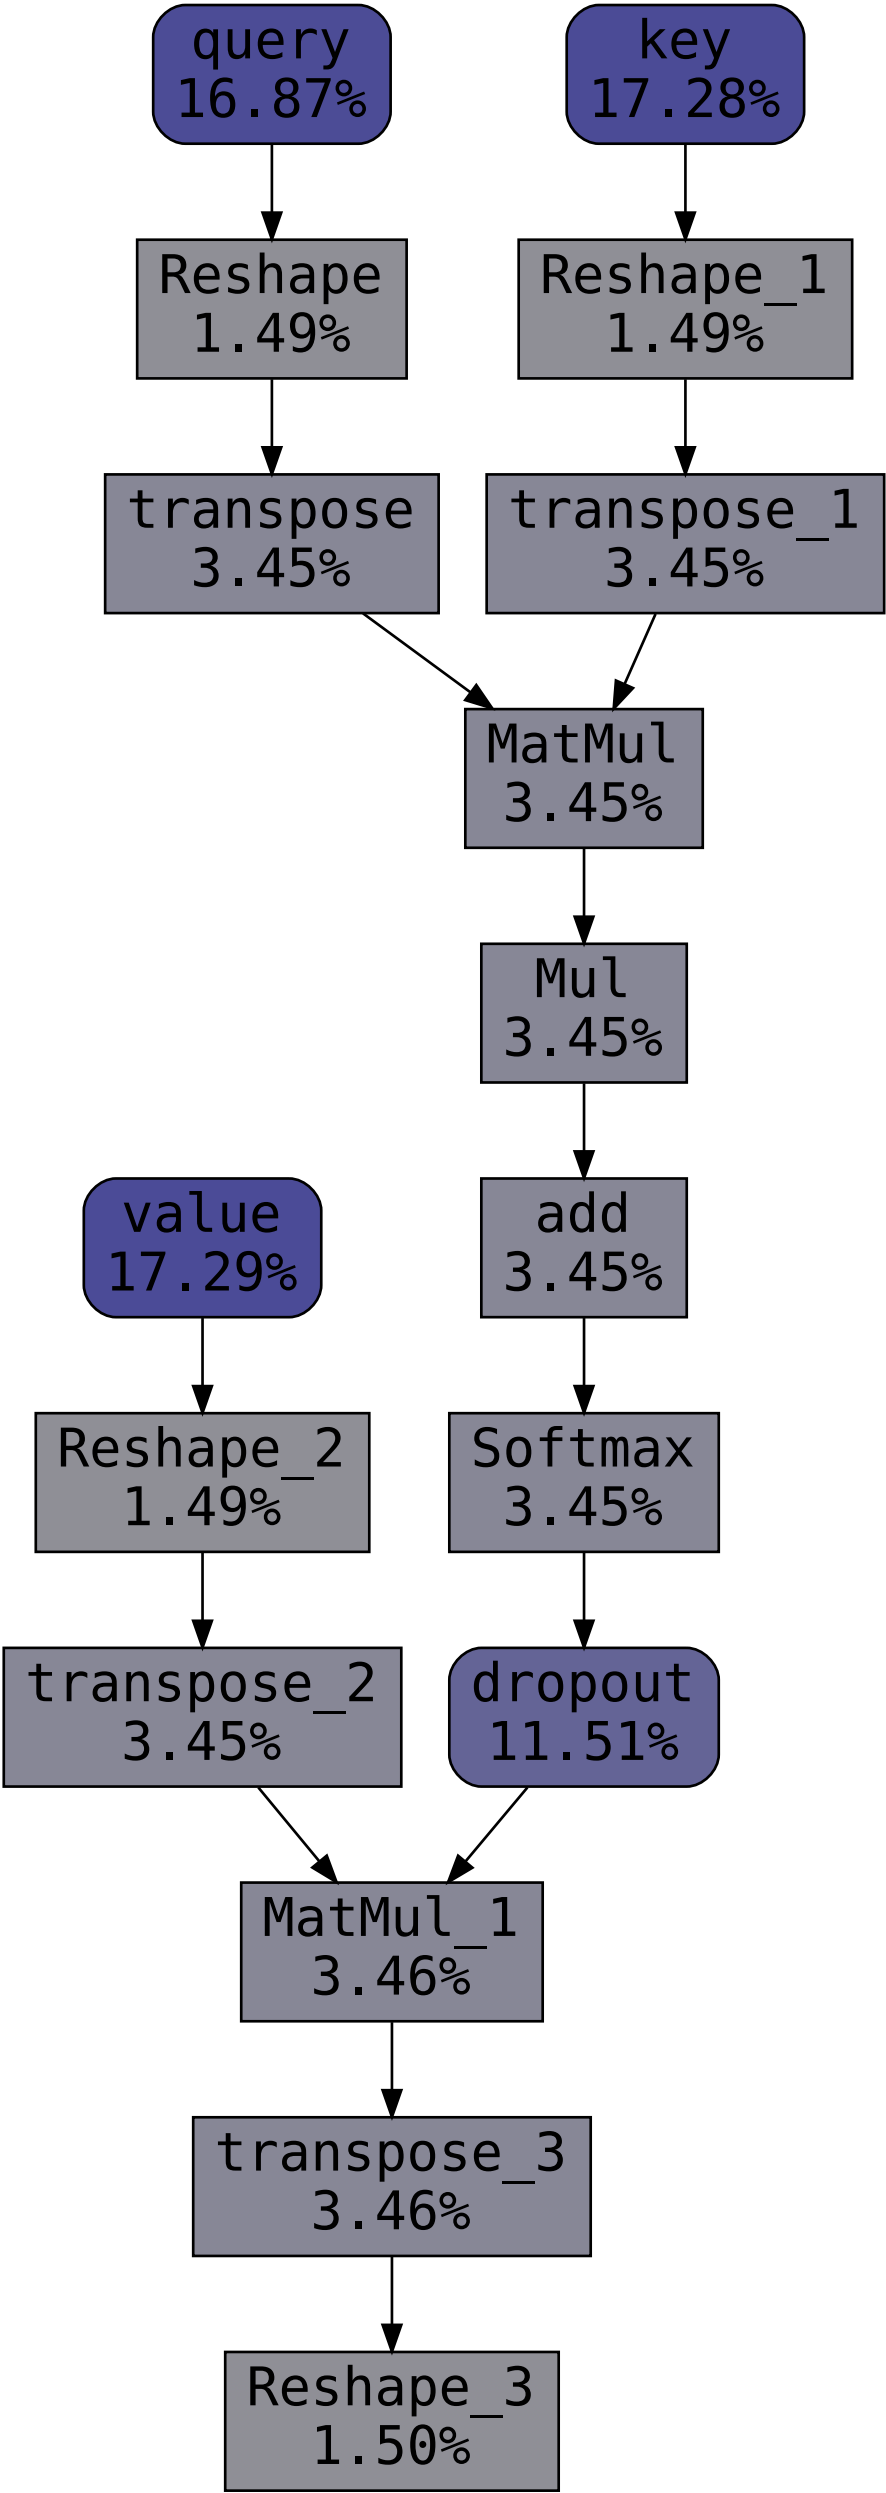 query
16.87%
key
17.28%
Reshape
1.49%
Reshape_1
1.49%
transpose
3.45%
transpose_1
3.45%
MatMul
3.45%
Mul
3.45%
add
3.45%
value
17.29%
Reshape_2
1.49%
Softmax
3.45%
transpose_2
3.45%
dropout
11.51%
MatMul_1
3.46%
transpose_3
3.46%
Reshape_3
1.50%